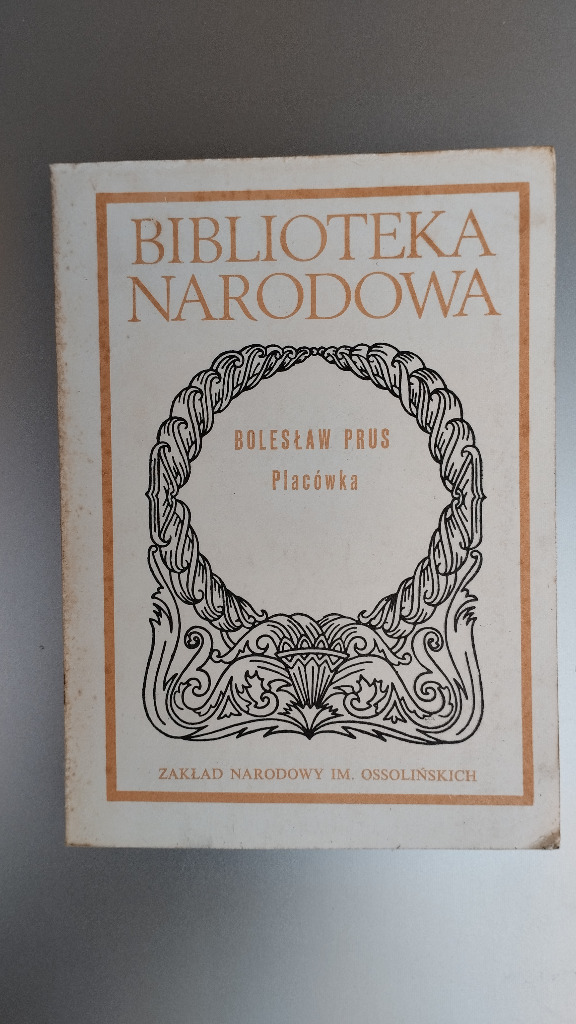 BIBLIOTEKA
NARODOWA
BOLESŁAW PRUS
Placówka
ZAKŁAD NARODOWY IM. OSSOLIŃSKICH